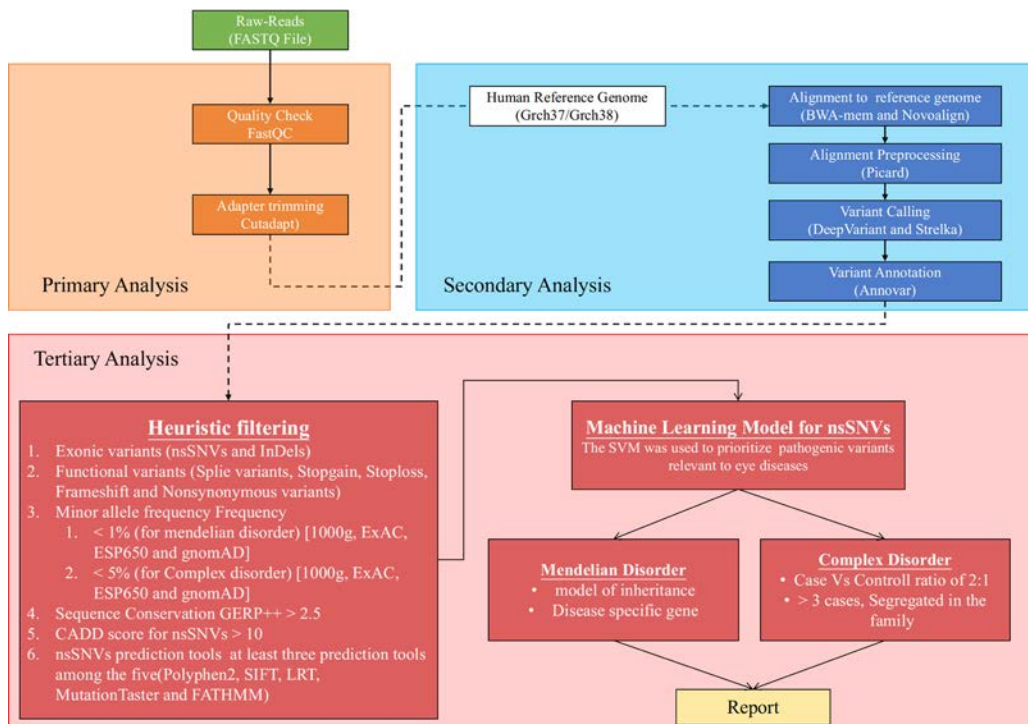 Raw-Reads
(FASTQ File)
Quality Check
FastQC
Adapter trimming
Cutadapt)
Primary Analysis
Human Reference Genome
(Grch37/Grch38)
Alignment to reference genome
(BWA-mem and Novoalign)
Alignment Preprocessing
(Picard)
Variant Calling
(DeepVariant and Strelka)
Variant Annotation
(Annovar)
Secondary Analysis
Tertiary Analysis
Heuristic filtering
1. Exonic variants (nsSNVs and InDels)
2. Functional variants (Splie variants, Stopgain, Stoploss,
Frameshift and Nonsynonymous variants)
3. Minor allele frequency Frequency
1. < 1% (for mendelian disorder) [1000g, ExAC,
ESP650 and gnomAD]
2. < 5% (for Complex disorder) [1000g, ExAC,
ESP650 and gnomAD]
4. Sequence Conservation GERP++ > 2.5
5. CADD score for nsSNVs > 10
6. nsSNVs prediction tools at least three prediction tools
among the five(Polyphen2, SIFT, LRT,
MutationTaster and FATHMM)
Machine Learning Model for nsSNVs
The SVM was used to prioritize pathogenic variants
relevant to eye diseases
Mendelian Disorder
• model of inheritance
• Disease specific gene
Complex Disorder
• Case Vs Controll ratio of 2:1
• > 3 cases, Segregated in the
family
Report